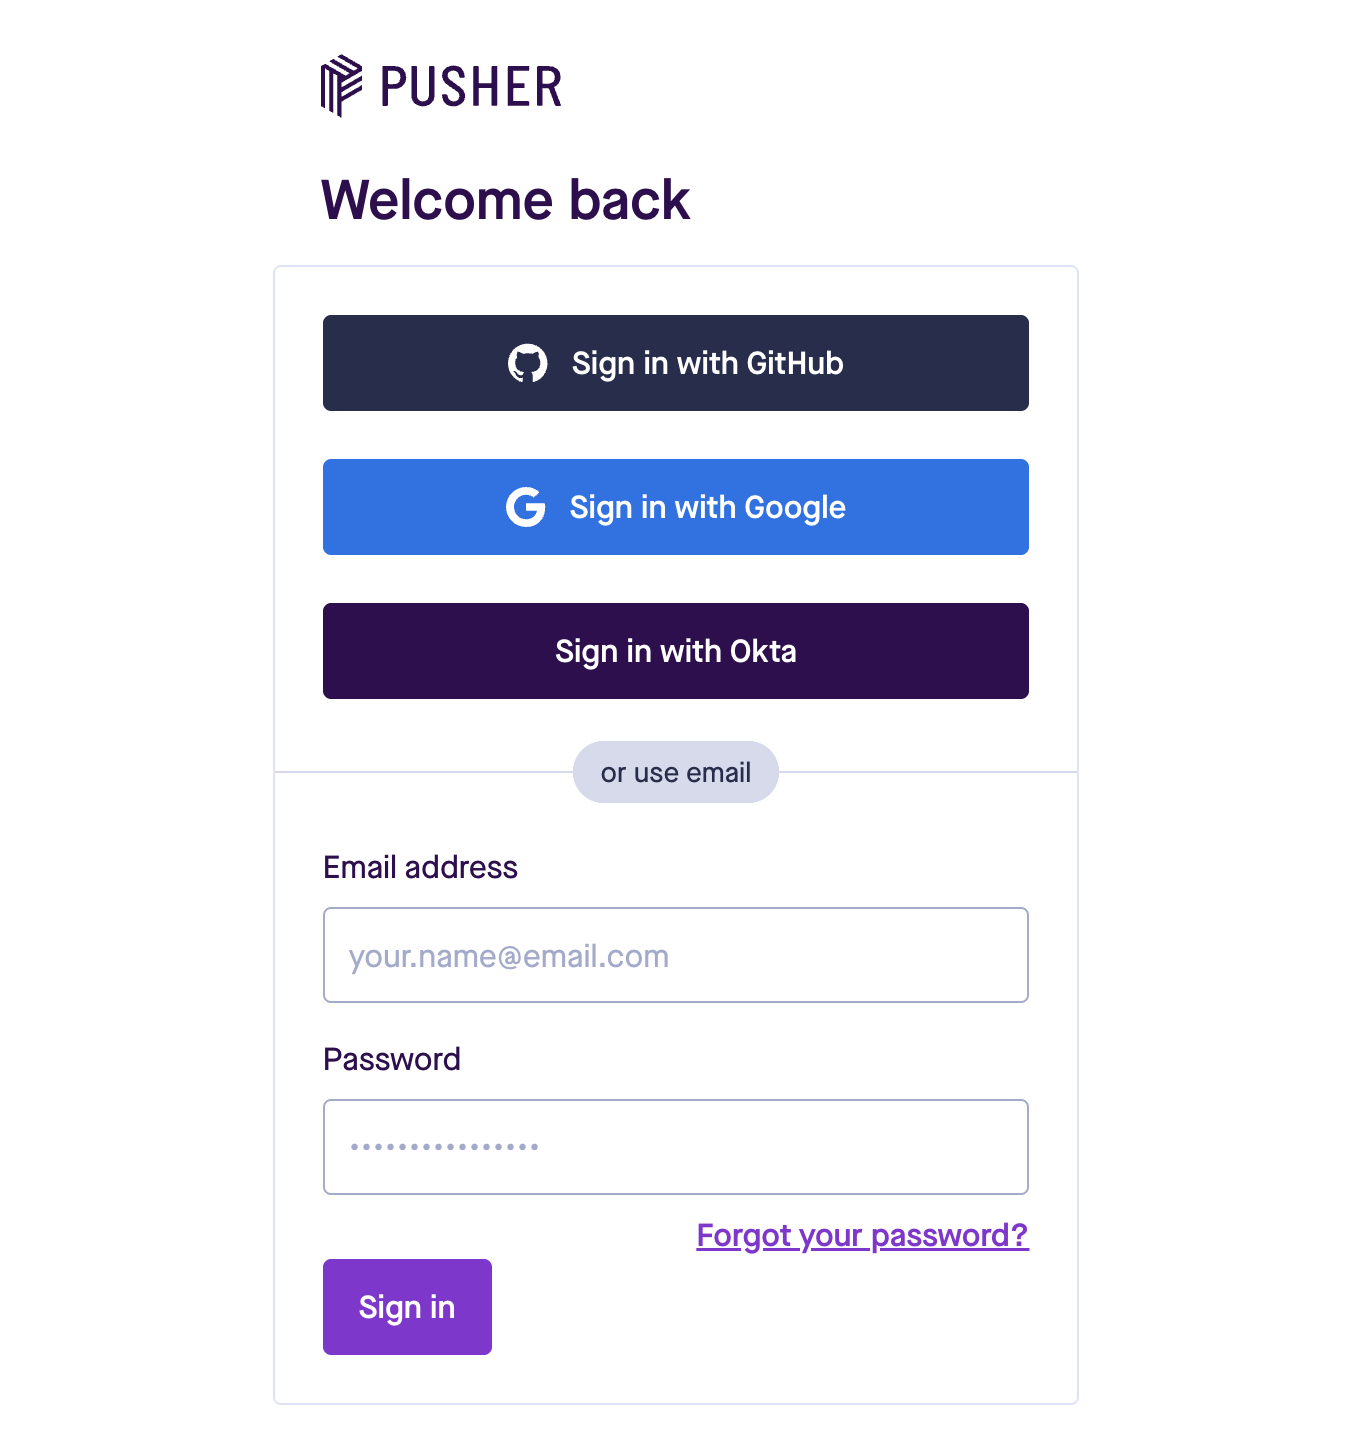 PUSHER
Welcome back
Sign in with GitHub
Sign in with Google
Sign in with Okta
or use email
Email address
your.name@email.com
Password
••••••••••••••••
Forgot your password?
Sign in